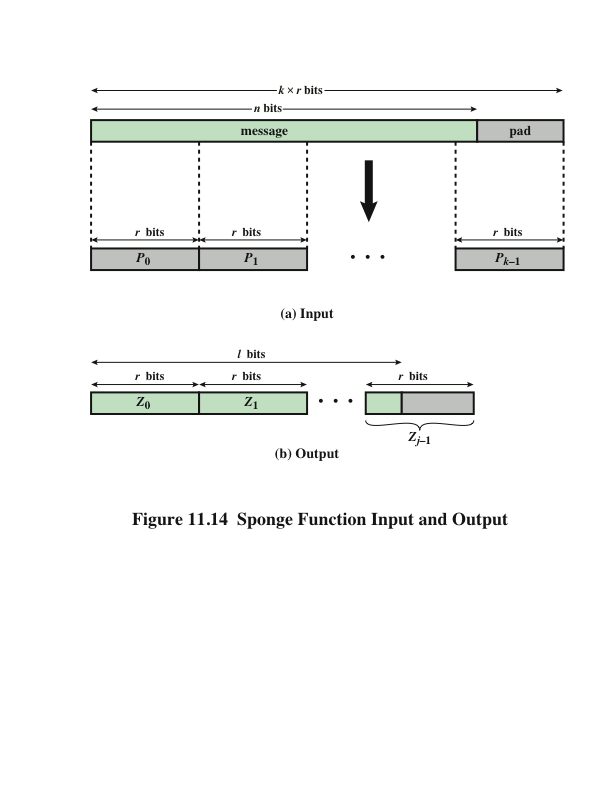 k × r bits
n bits
message pad
r bits r bits r bits
P0 P1 . . . Pk–1
(a) Input
l bits
r bits r bits r bits
Z0 Z1 . . .
Zj–1
(b) Output
Figure 11.14 Sponge Function Input and Output